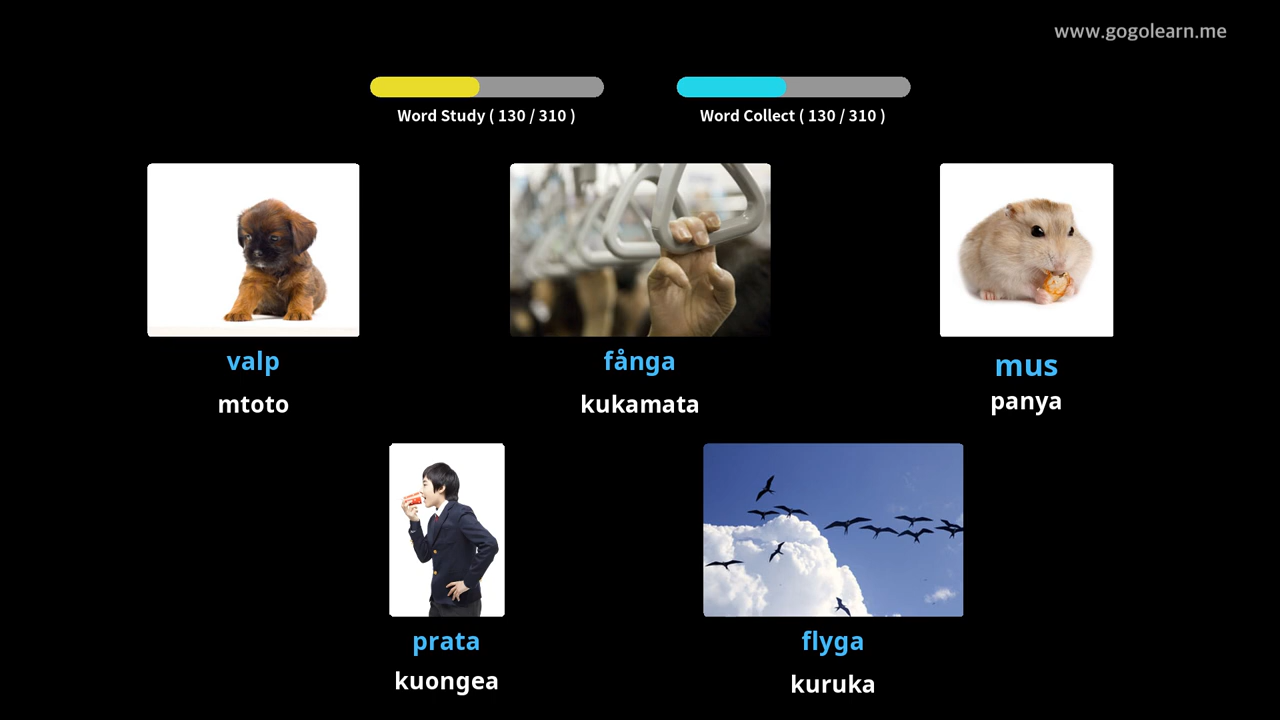 www.gogolearn.me
Word Study ( 130 / 310 )
Word Collect ( 130 / 310 )
valp
mtoto
fånga
kukamata
mus
panya
prata
kuongea
flyga
kuruka